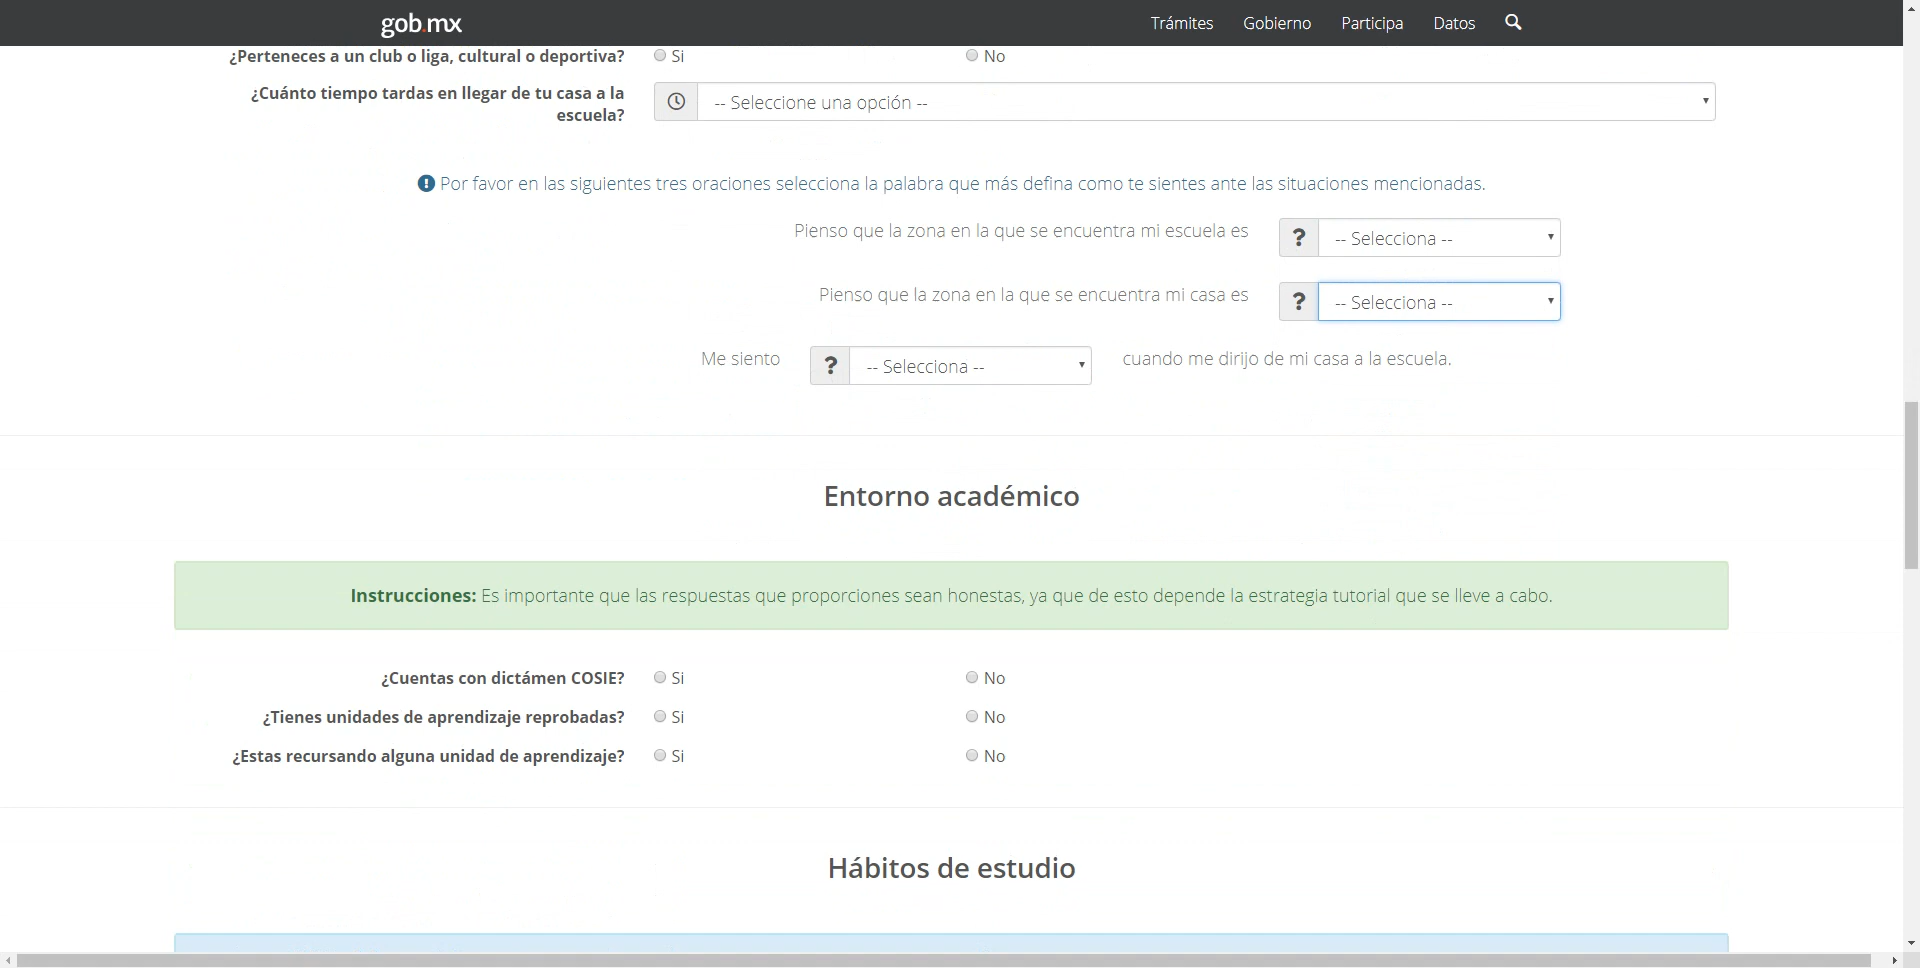 gob.mx
Trámites Gobierno Participa Datos
¿Perteneces a un club o liga, cultural o deportiva? Si No
¿Cuánto tiempo tardas en llegar de tu casa a la
escuela?
-- Seleccione una opción --
Por favor en las siguientes tres oraciones selecciona la palabra que más defina como te sientes ante las situaciones mencionadas.
Pienso que la zona en la que se encuentra mi escuela es ? -- Selecciona --
Pienso que la zona en la que se encuentra mi casa es ? -- Selecciona --
Me siento ? -- Selecciona -- cuando me dirijo de mi casa a la escuela.
Entorno académico
Instrucciones: Es importante que las respuestas que proporciones sean honestas, ya que de esto depende la estrategia tutorial que se lleve a cabo.
¿Cuentas con dictámen COSIE? Si No
¿Tienes unidades de aprendizaje reprobadas? Si No
¿Estas recursando alguna unidad de aprendizaje? Si No
Hábitos de estudio